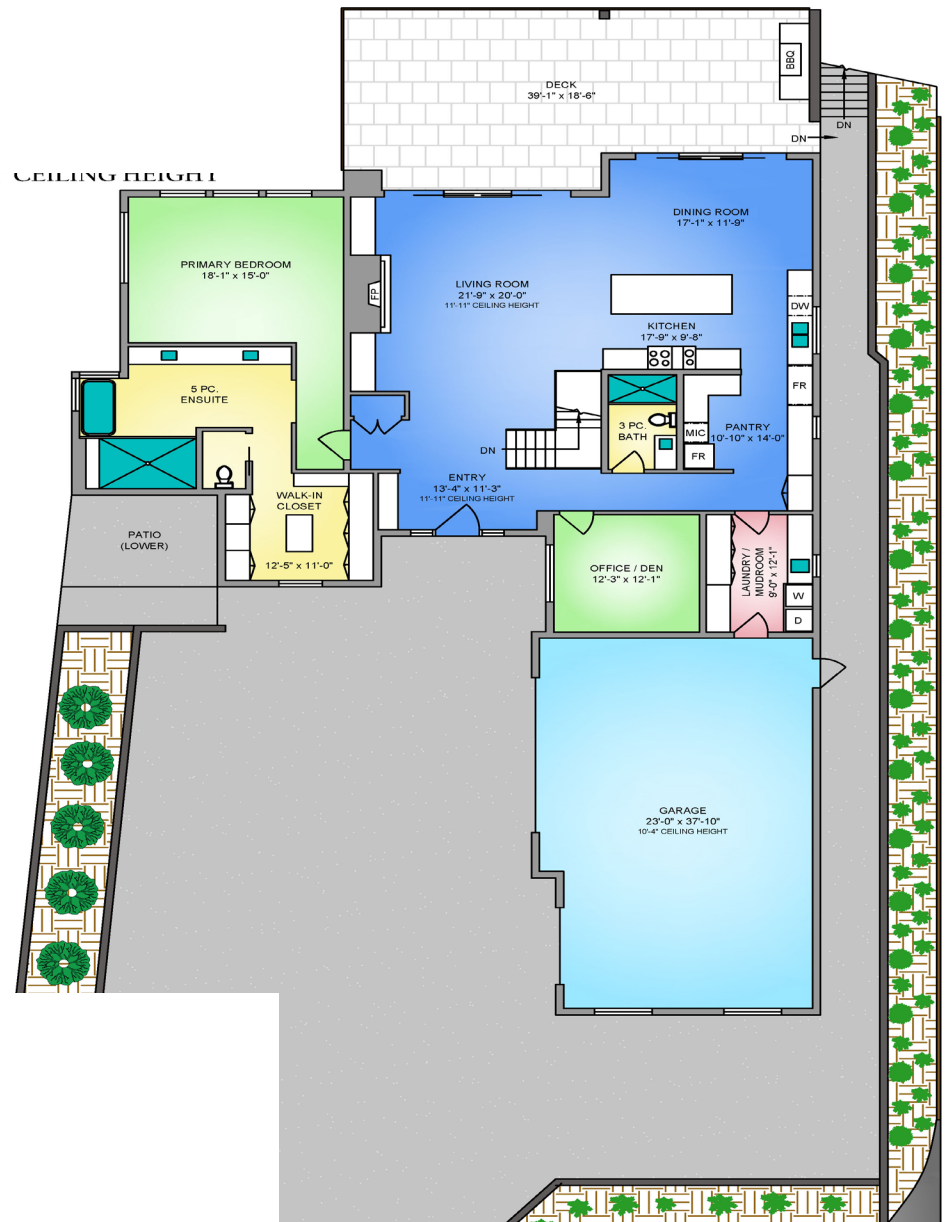 DECK
39'-1" x 18'-6"
BBQ
DN
DN
CEILING HEIGHT
DINING ROOM
17'-1" x 11'-9"
PRIMARY BEDROOM
18'-1" x 15'-0"
LIVING ROOM
21'-9" x 20'-0"
11'-11" CEILING HEIGHT
FP
DW
KITCHEN
17'-9" x 9'-8"
FR
5 PC.
ENSUITE
3 PC.
BATH
MIC
FR
PANTRY
10'-10" x 14'-0"
DN
ENTRY
13'-4" x 11'-3"
11'-11" CEILING HEIGHT
WALK-IN
CLOSET
12'-5" x 11'-0"
PATIO
(LOWER)
OFFICE / DEN
12'-3" x 12'-1"
LAUNDRY /
MUDROOM
9'-0" x 12'-1"
W
D
GARAGE
23'-0" x 37'-10"
10'-4" CEILING HEIGHT